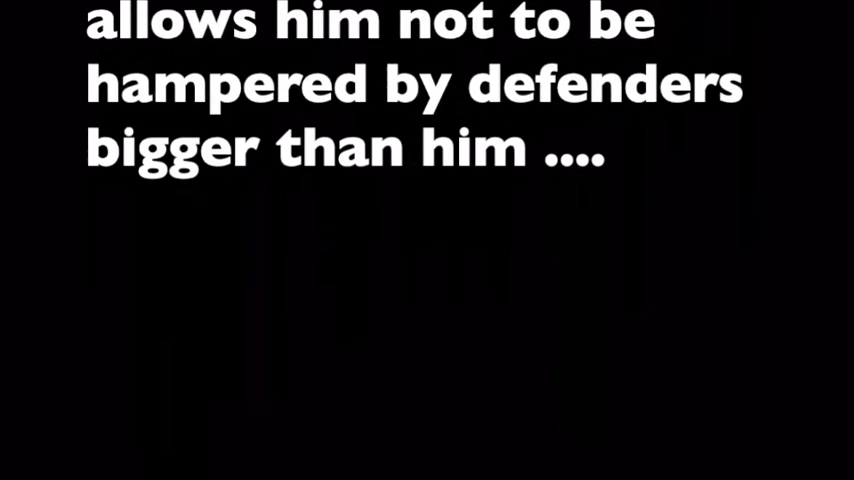 allows him not to be
hampered by defenders
bigger than him ....